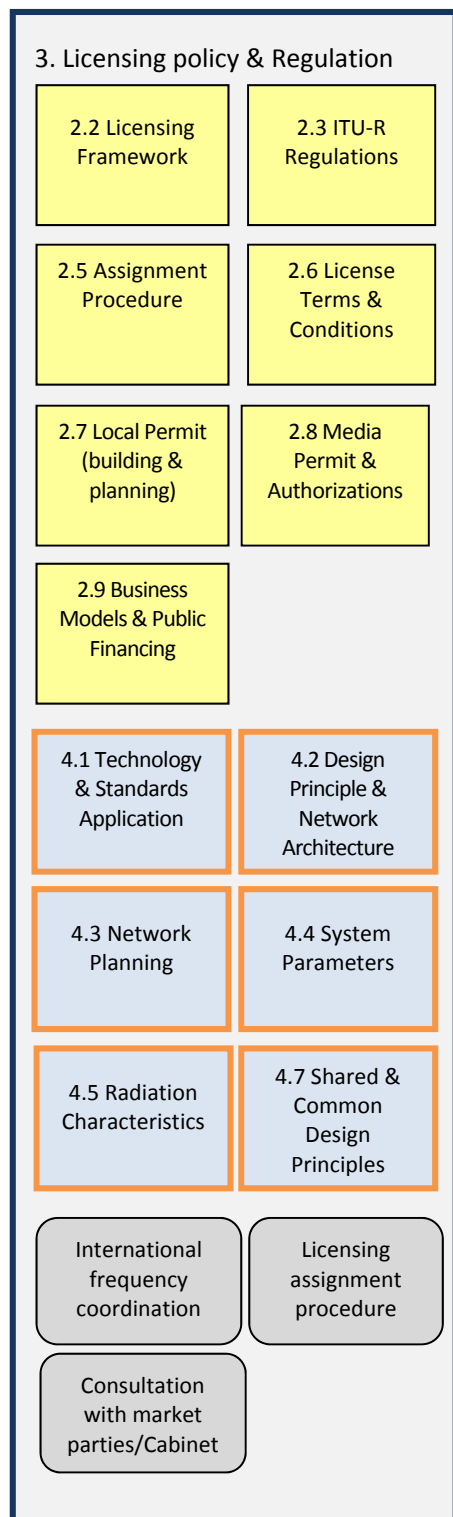 3. Licensing policy & Regulation
2.2 Licensing
Framework
2.3 ITU-R
Regulations
2.5 Assignment
Procedure
2.6 License
Terms &
Conditions
2.7 Local Permit
(building &
planning)
2.8 Media
Permit &
Authorizations
2.9 Business
Models & Public
Financing
4.1 Technology
& Standards
Application
4.2 Design
Principle &
Network
Architecture
4.3 Network
Planning
4.4 System
Parameters
4.5 Radiation
Characteristics
4.7 Shared &
Common
Design
Principles
International
frequency
coordination
Licensing
assignment
procedure
Consultation
with market
parties/Cabinet